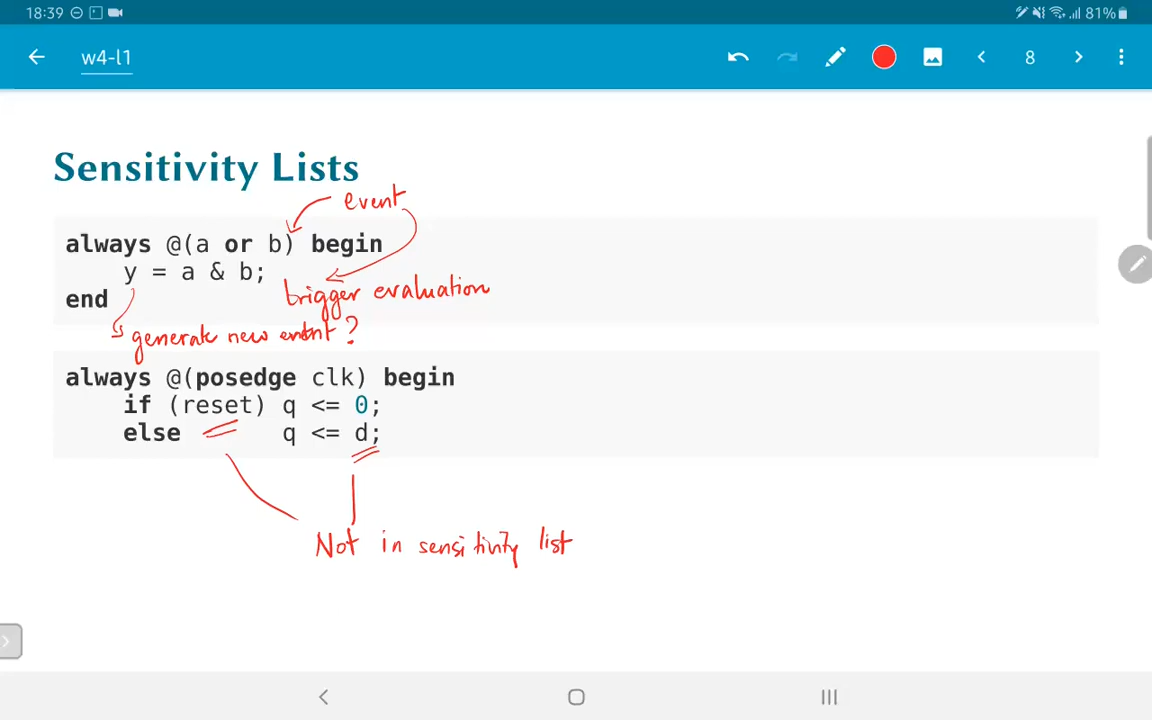 18:39
81%
w4-l1
8
Sensitivity Lists
event
always @(a or b) begin
y = a & b;
trigger evaluation
end
generate new event ?
always @(posedge clk) begin
if (reset) q <= 0;
else q <= d;
Not in sensitivity list